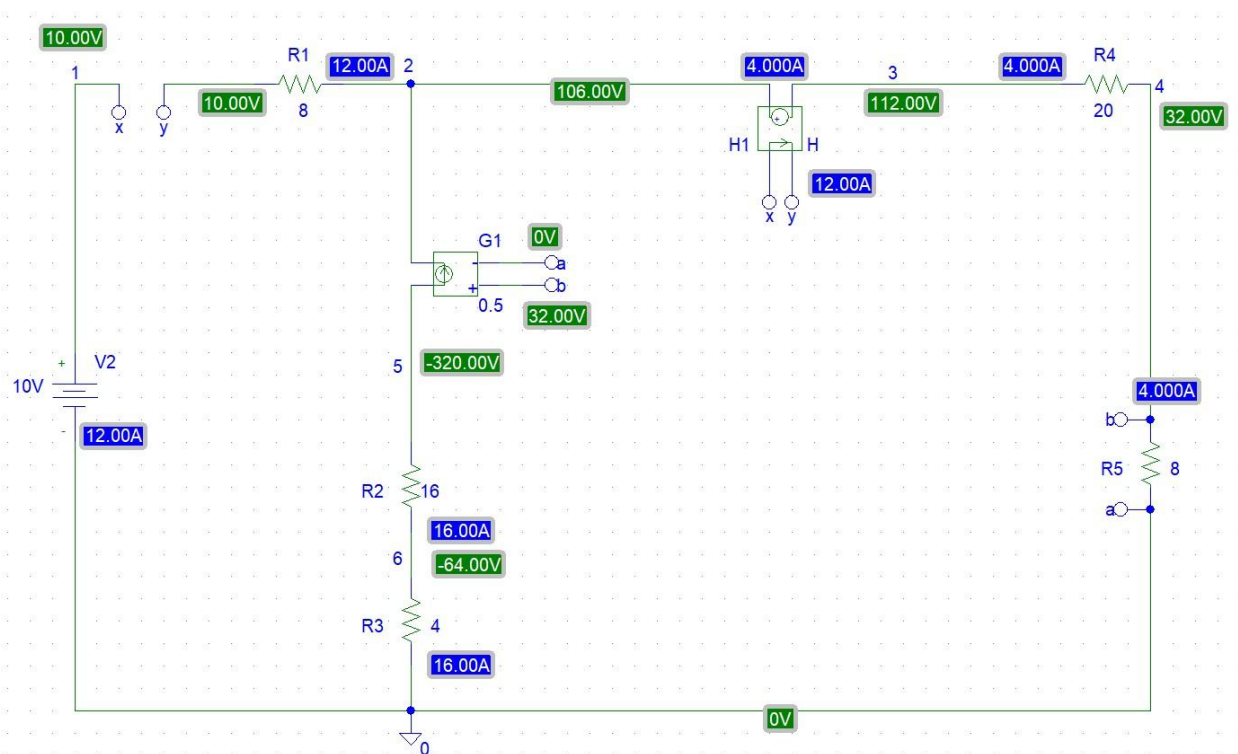 10.00V
1
x
y
10.00V
R1
8
12.00A
2
106.00V
4.000A
H1
H
x
y
12.00A
3
112.00V
4.000A
R4
20
4
32.00V
G1
-
+
0.5
0V
a
b
32.00V
5
-320.00V
+
V2
10V
-
12.00A
4.000A
b
R5
8
a
R2
16
16.00A
6
-64.00V
R3
4
16.00A
0V
0